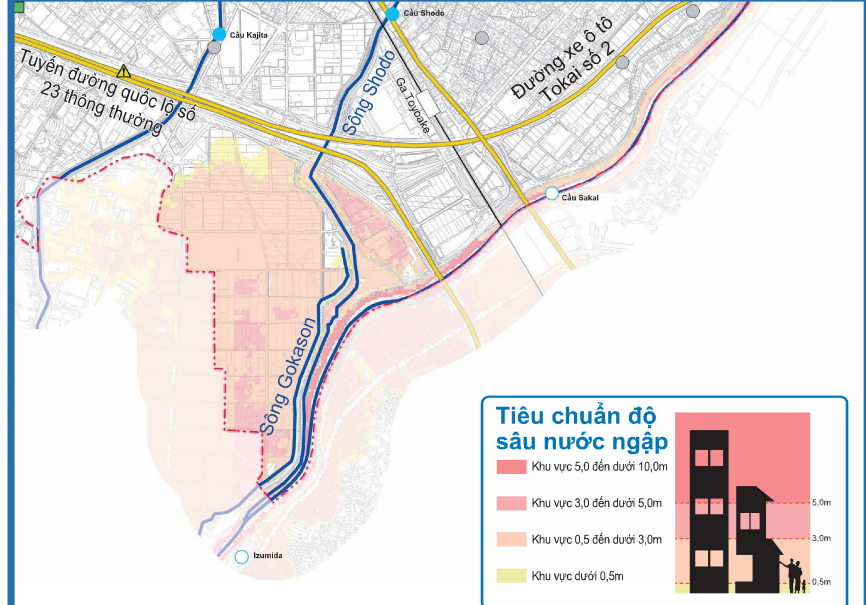 Cầu Shodo
Cầu Kajita
Tuyến đường quốc lộ số
23 thông thường
Sông Shodo
Ga Toyoake
Đường xe ô tô
Tokai số 2
Cầu Sakai
Sông Gokason
Izumida
Tiêu chuẩn độ
sâu nước ngập
Khu vực 5,0 đến dưới 10,0m
Khu vực 3,0 đến dưới 5,0m
Khu vực 0,5 đến dưới 3,0m
Khu vực dưới 0,5m
5,0m
3,0m
0,5m